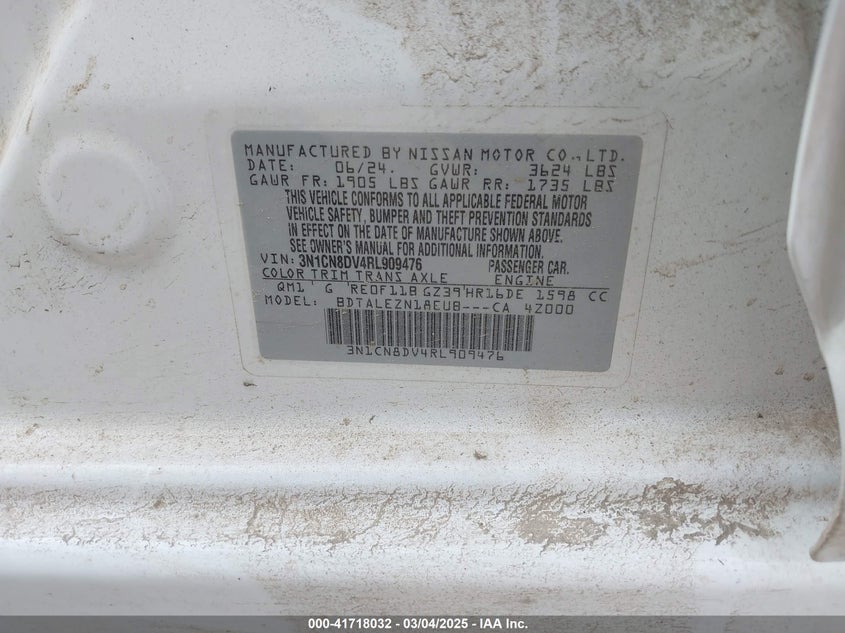 MANUFACTURED BY NISSAN MOTOR CO., LTD.
DATE: 06/24. GVWR: 3624 LBS
GAWR FR: 1905 LBS GAWR RR: 1735 LBS
THIS VEHICLE CONFORMS TO ALL APPLICABLE FEDERAL MOTOR
VEHICLE SAFETY, BUMPER AND THEFT PREVENTION STANDARDS
IN EFFECT ON THE DATE OF MANUFACTURE SHOWN ABOVE.
SEE OWNER'S MANUAL FOR ADDITIONAL INFORMATION.
VIN: 3N1CN8DV4RL909476 PASSENGER CAR.
COLOR TRIM TRANS AXLE ENGINE
QM1 G RE0F11B GZ39 HR16DE 1598 CC
MODEL: BDTALEZN18EUB---CA 4Z000
3N1CN8DV4RL909476
000-41718032 - 03/04/2025 - IAA Inc.